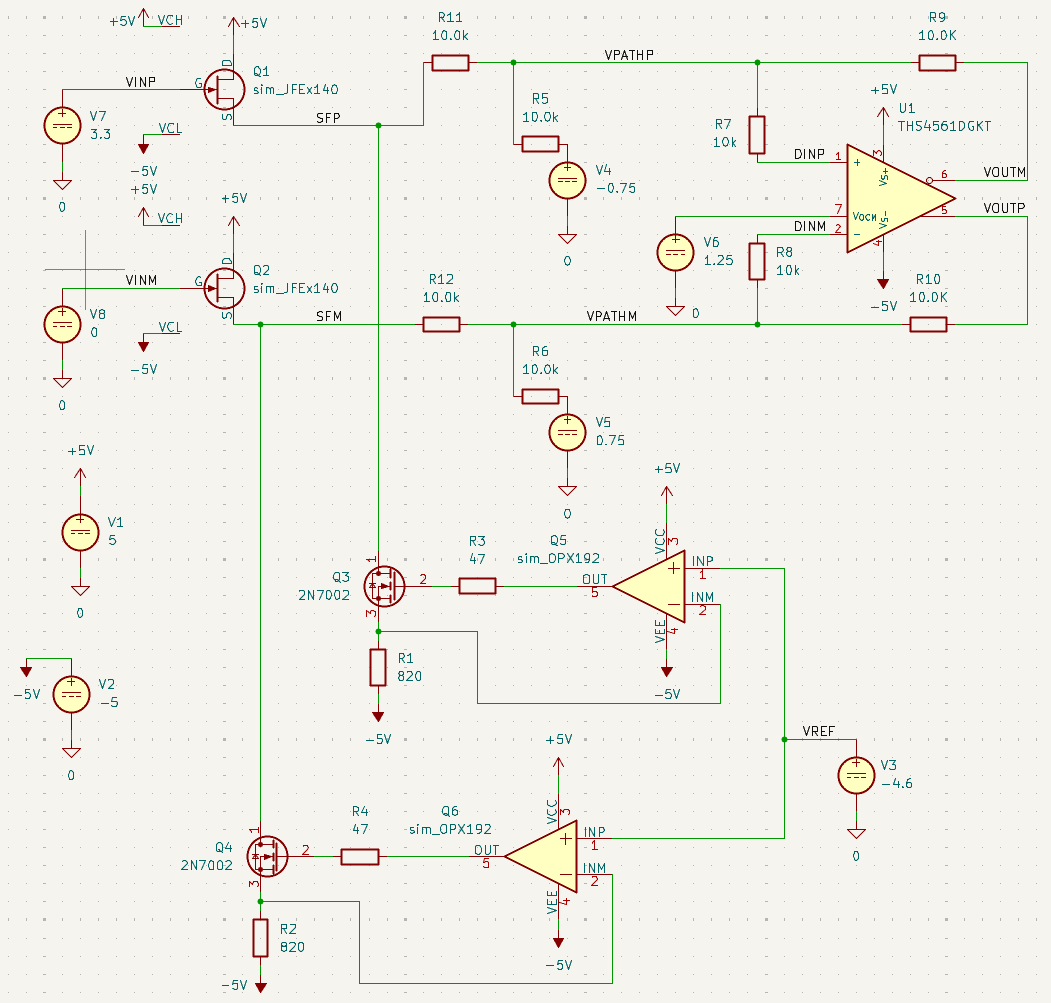 +5V
VCH
+5V
R11
10.0k
VPATHP
R9
10.0K
VINP
G
D
S
Q1
sim_JFEx140
V7
3.3
VCL
-5V
0
SFP
R5
10.0k
V4
-0.75
0
R7
10k
+5V
U1
THS4561DGKT
DINP
1
+
3
VS+
6
VOUTM
7
VOCM
5
VOUTP
DINM
2
-
VS-
4
-5V
V6
1.25
0
R8
10k
R10
10.0K
+5V
VCH
+5V
VINM
G
D
S
Q2
sim_JFEx140
V8
0
VCL
-5V
0
SFM
R12
10.0k
VPATHM
R6
10.0k
V5
0.75
0
+5V
V1
5
0
-5V
V2
-5
0
Q3
2N7002
1
2
3
R3
47
Q5
sim_OPX192
OUT
5
+5V
VCC
3
INP
1
INM
2
VEE
4
-5V
R1
820
-5V
VREF
V3
-4.6
0
Q4
2N7002
1
2
3
R4
47
Q6
sim_OPX192
OUT
5
+5V
VCC
3
INP
1
INM
2
VEE
4
-5V
R2
820
-5V